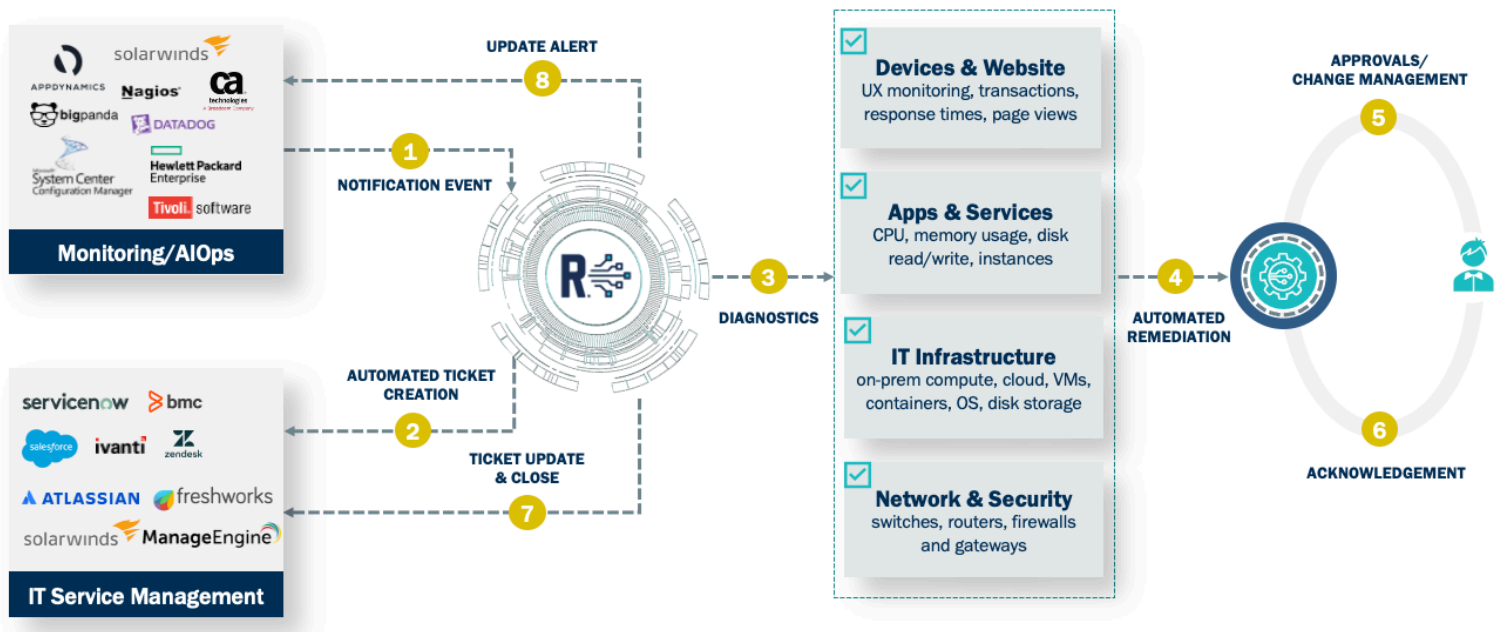 solarwinds
APPDYNAMICS
Nagios®
ca
technologies
A Broadcom Company
bigpanda
DATADOG
Microsoft
System Center
Configuration Manager
Hewlett Packard
Enterprise
Tivoli. software
Monitoring/AIOps
servicenow
bmc
salesforce
ivanti
zendesk
ATLASSIAN
freshworks
solarwinds
ManageEngine
IT Service Management
UPDATE ALERT
8
1
NOTIFICATION EVENT
R.
AUTOMATED TICKET
CREATION
2
TICKET UPDATE
& CLOSE
7
3
DIAGNOSTICS
Devices & Website
UX monitoring, transactions,
response times, page views
Apps & Services
CPU, memory usage, disk
read/write, instances
IT Infrastructure
on-prem compute, cloud, VMs,
containers, OS, disk storage
Network & Security
switches, routers, firewalls
and gateways
4
AUTOMATED
REMEDIATION
APPROVALS/
CHANGE MANAGEMENT
5
6
ACKNOWLEDGEMENT